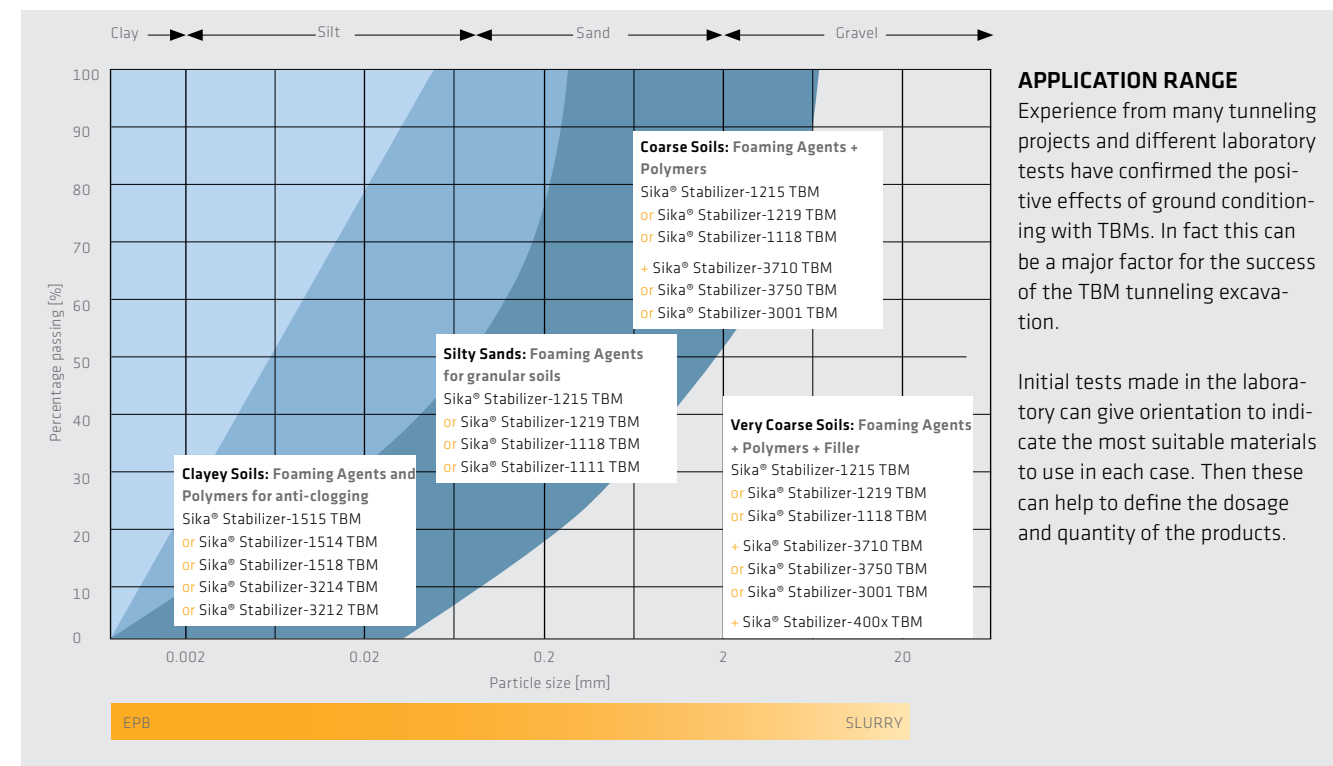 Clay
Silt
Sand
Gravel
Percentage passing [%]
100
90
80
70
60
50
40
30
20
10
0
Coarse Soils: Foaming Agents +
Polymers
Sika® Stabilizer-1215 TBM
or Sika® Stabilizer-1219 TBM
or Sika® Stabilizer-1118 TBM
+ Sika® Stabilizer-3710 TBM
or Sika® Stabilizer-3750 TBM
or Sika® Stabilizer-3001 TBM
Silty Sands: Foaming Agents
for granular soils
Sika® Stabilizer-1215 TBM
or Sika® Stabilizer-1219 TBM
or Sika® Stabilizer-1118 TBM
or Sika® Stabilizer-1111 TBM
Very Coarse Soils: Foaming Agents
+ Polymers + Filler
Sika® Stabilizer-1215 TBM
or Sika® Stabilizer-1219 TBM
or Sika® Stabilizer-1118 TBM
+ Sika® Stabilizer-3710 TBM
or Sika® Stabilizer-3750 TBM
or Sika® Stabilizer-3001 TBM
+ Sika® Stabilizer-400x TBM
Clayey Soils: Foaming Agents and
Polymers for anti-clogging
Sika® Stabilizer-1515 TBM
or Sika® Stabilizer-1514 TBM
or Sika® Stabilizer-1518 TBM
or Sika® Stabilizer-3214 TBM
or Sika® Stabilizer-3212 TBM
0.002
0.02
0.2
2
20
Particle size [mm]
EPB
SLURRY
APPLICATION RANGE
Experience from many tunneling
projects and different laboratory
tests have confirmed the posi-
tive effects of ground condition-
ing with TBMs. In fact this can
be a major factor for the success
of the TBM tunneling excava-
tion.
Initial tests made in the labora-
tory can give orientation to indi-
cate the most suitable materials
to use in each case. Then these
can help to define the dosage
and quantity of the products.